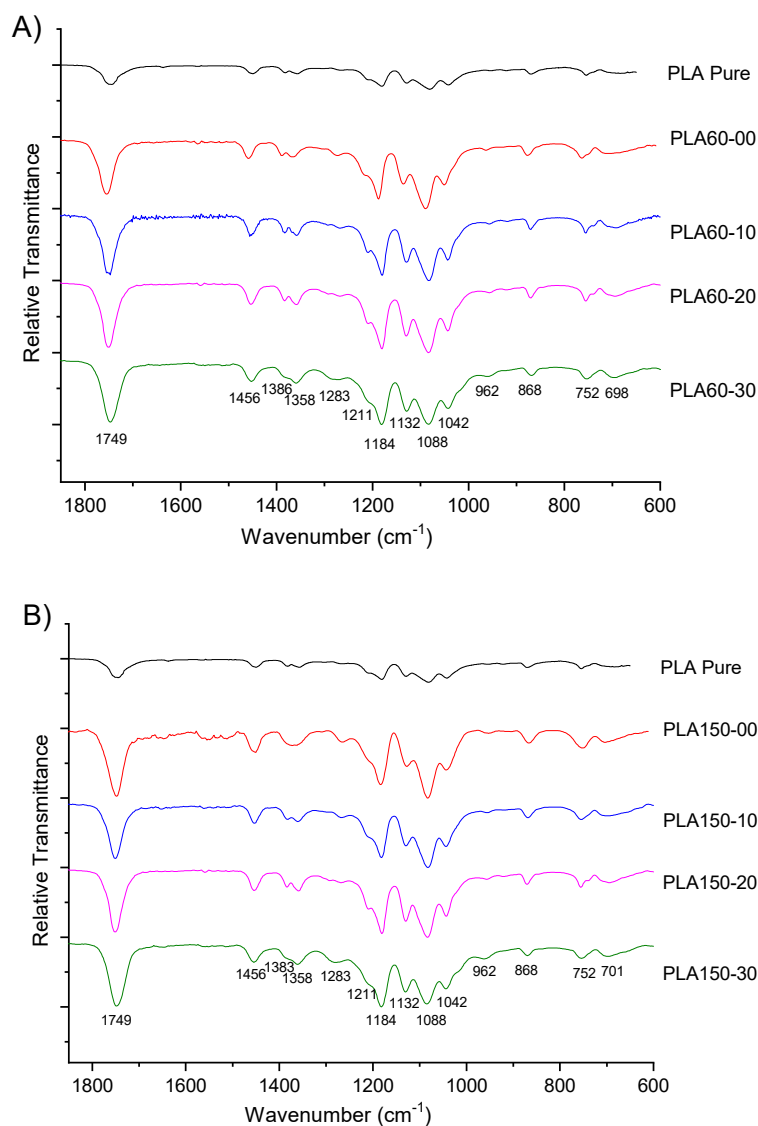 A)
PLA Pure
PLA60-00
PLA60-10
PLA60-20
PLA60-30
Relative Transmittance
1749
1456
1386
1358
1283
1211
1184
1132
1088
1042
962
868
752
698
1800 1600 1400 1200 1000 800 600
Wavenumber (cm⁻¹)
B)
PLA Pure
PLA150-00
PLA150-10
PLA150-20
PLA150-30
Relative Transmittance
1749
1456
1383
1358
1283
1211
1184
1132
1088
1042
962
868
752
701
1800 1600 1400 1200 1000 800 600
Wavenumber (cm⁻¹)